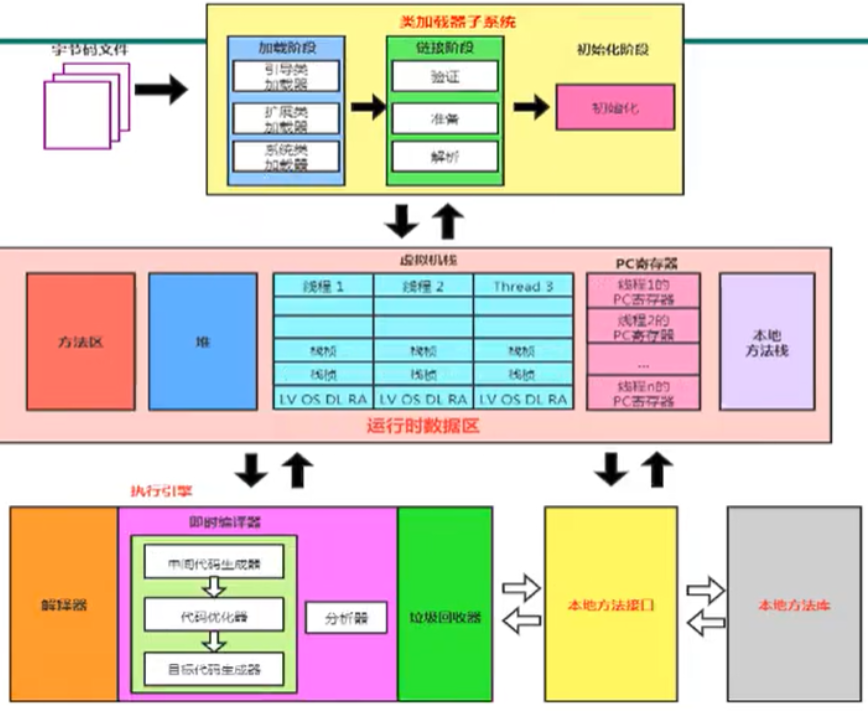 类加载器子系统
字节码文件
加载阶段
链接阶段
初始化阶段
引导类
加载器
扩展类
加载器
系统类
加载器
验证
准备
解析
初始化
虚拟机栈
PC寄存器
方法区
堆
线程 1
线程 2
Thread 3
栈帧
栈帧
栈帧
栈帧
栈帧
栈帧
LV OS DL RA
LV OS DL RA
LV OS DL RA
线程1的
PC寄存器
线程2的
PC寄存器
...
线程n的
PC寄存器
本地
方法栈
运行时数据区
执行引擎
解释器
即时编译器
中间代码生成器
代码优化器
目标代码生成器
分析器
垃圾回收器
本地方法接口
本地方法库